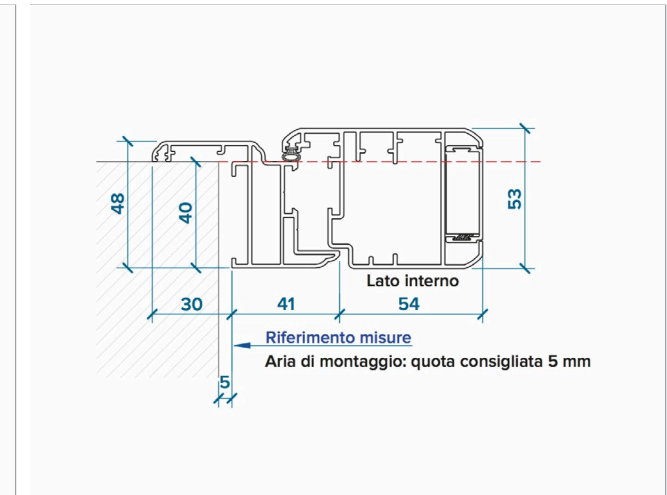 48
40
53
Lato interno
30
41
54
Riferimento misure
Aria di montaggio: quota consigliata 5 mm
5